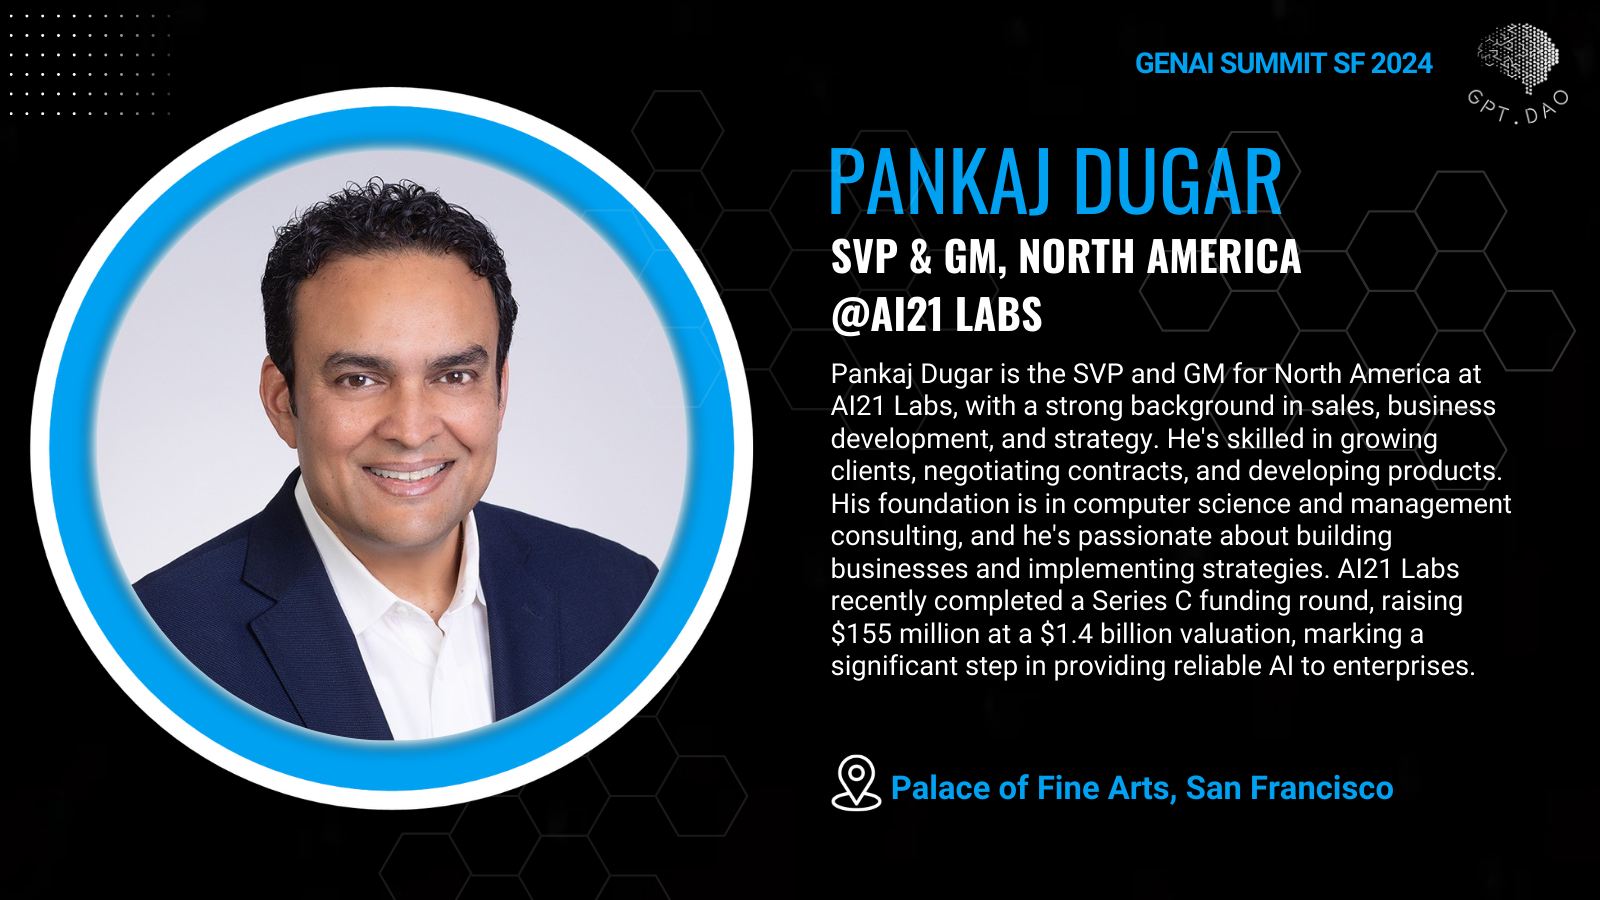 GENAI SUMMIT SF 2024
GPT.DAO
PANKAJ DUGAR
SVP & GM, NORTH AMERICA
@AI21 LABS
Pankaj Dugar is the SVP and GM for North America at
AI21 Labs, with a strong background in sales, business
development, and strategy. He's skilled in growing
clients, negotiating contracts, and developing products.
His foundation is in computer science and management
consulting, and he's passionate about building
businesses and implementing strategies. AI21 Labs
recently completed a Series C funding round, raising
$155 million at a $1.4 billion valuation, marking a
significant step in providing reliable AI to enterprises.
Palace of Fine Arts, San Francisco